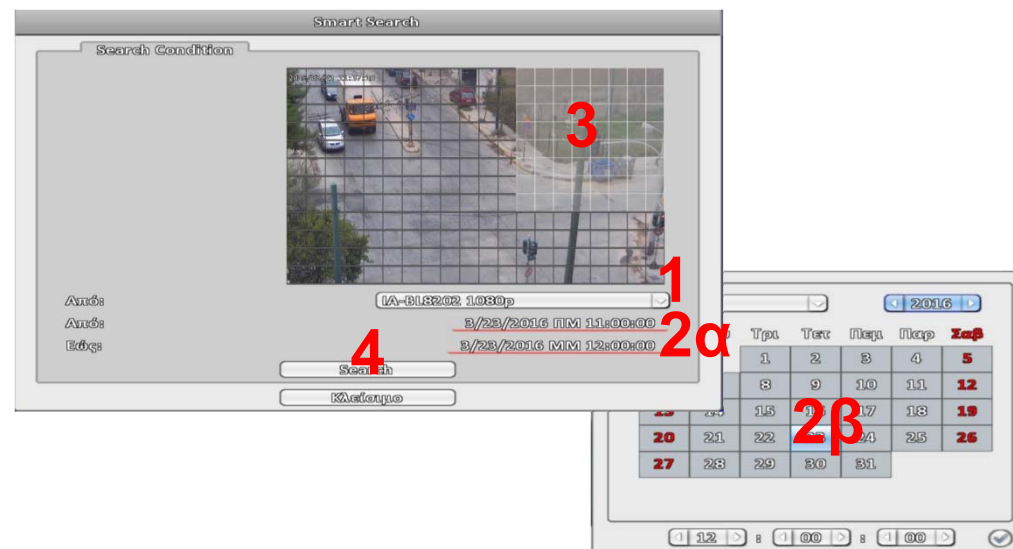 Smart Search
Search Condition
3
1
Από: IA-BL8202 1080p
Από: 3/23/2016 ΠΜ 11:00:00
2α
Εώς: 3/23/2016 ΜΜ 12:00:00
4
Search
Κλείσιμο
2016
Τρι Τετ Πεμ Παρ Σαβ
1 2 3 4 5
8 9 10 11 12
15 16 17 18 19
2β
20 21 22 23 24 25 26
27 28 29 30 31
12 : 00 : 00